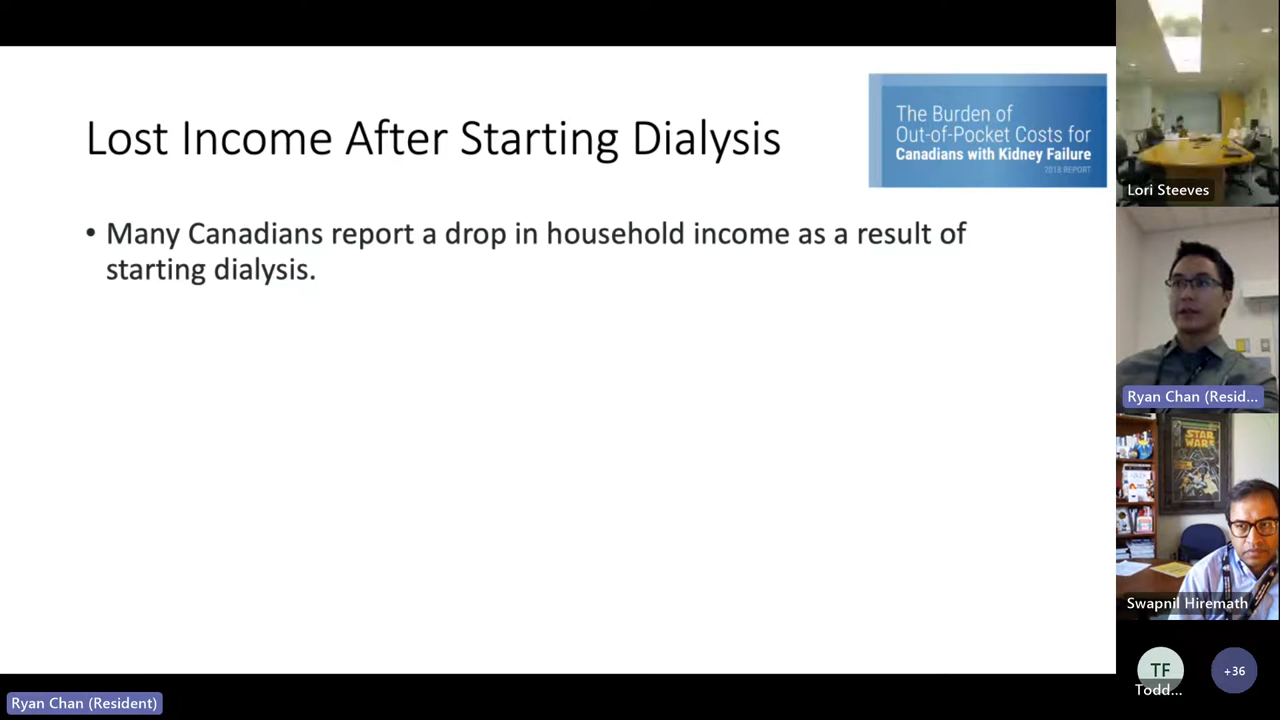 Lost Income After Starting Dialysis
The Burden of
Out-of-Pocket Costs for
Canadians with Kidney Failure
2018 REPORT
• Many Canadians report a drop in household income as a result of
starting dialysis.
Lori Steeves
Ryan Chan (Resid...
STAR
WARS
Swapnil Hiremath
TF
Todd...
+36
Ryan Chan (Resident)